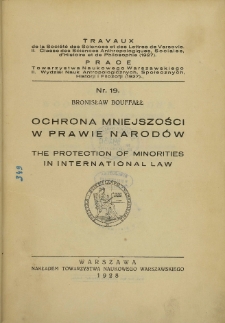 TRAVAUX
de la Société des Sciences et des Lettres de Varsovie
II. Classe des Sciences Anthropologiques, Sociales,
d'Histoire et de Philosophie (1927).
PRACE
Towarzystwa Naukowego Warszawskiego
II. Wydział Nauk Antropologicznych, Społecznych,
Historji i Filozofji (1927).
Nr. 19.
BRONISŁAW BOUFFAŁŁ
OCHRONA MNIEJSZOŚCI
W PRAWIE NARODÓW
THE PROTECTION OF MINORITIES
IN INTERNATIONAL LAW
WARSZAWA
NAKŁADEM TOWARZYSTWA NAUKOWEGO WARSZAWSKIEGO
1928